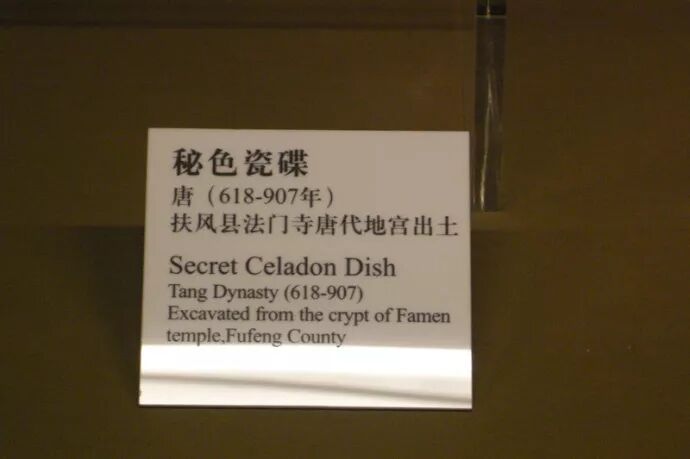 秘色瓷碟
唐（618-907年）
扶风县法门寺唐代地宫出土
Secret Celadon Dish
Tang Dynasty (618-907)
Excavated from the crypt of Famen
temple,Fufeng County